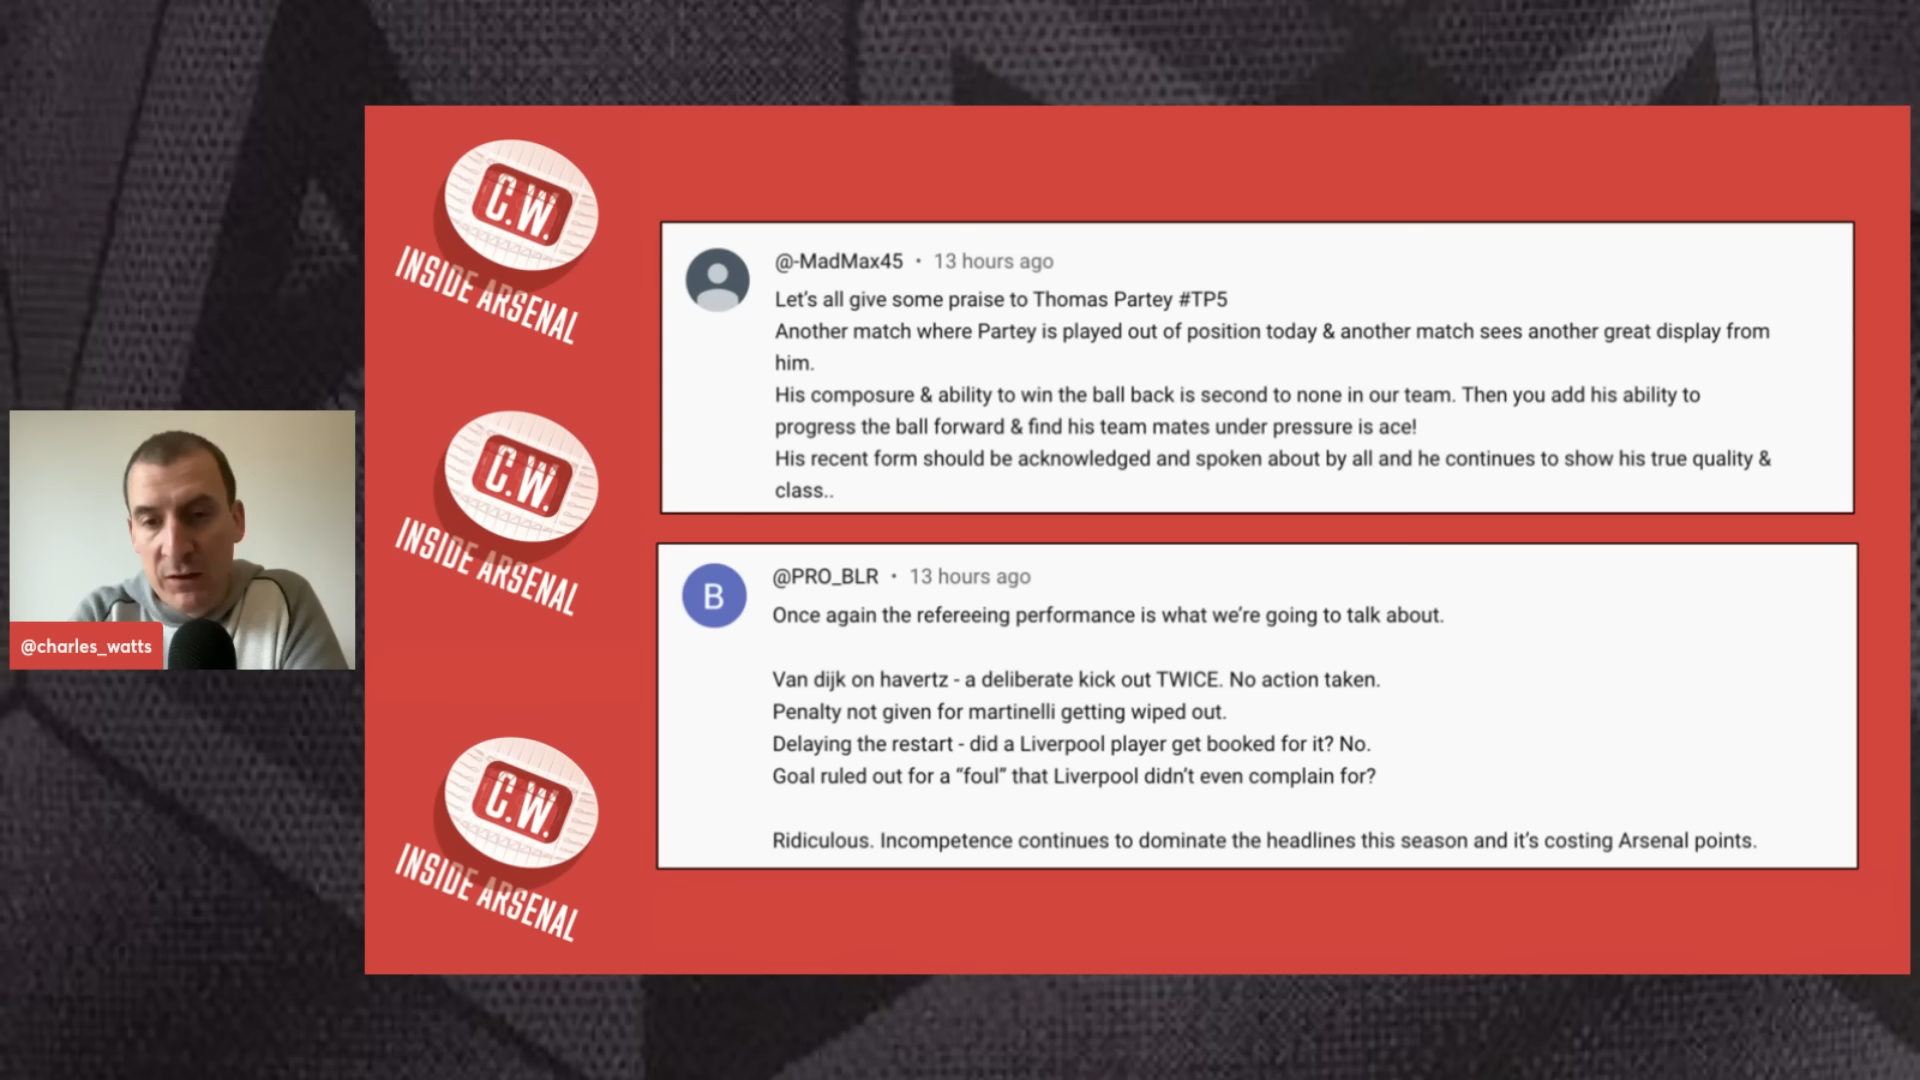 C.W.
INSIDE ARSENAL
C.W.
INSIDE ARSENAL
C.W.
INSIDE ARSENAL
@charles_watts
@-MadMax45 • 13 hours ago
Let’s all give some praise to Thomas Partey #TP5
Another match where Partey is played out of position today & another match sees another great display from
him.
His composure & ability to win the ball back is second to none in our team. Then you add his ability to
progress the ball forward & find his team mates under pressure is ace!
His recent form should be acknowledged and spoken about by all and he continues to show his true quality &
class..
B
@PRO_BLR • 13 hours ago
Once again the refereeing performance is what we’re going to talk about.
Van dijk on havertz - a deliberate kick out TWICE. No action taken.
Penalty not given for martinelli getting wiped out.
Delaying the restart - did a Liverpool player get booked for it? No.
Goal ruled out for a “foul” that Liverpool didn’t even complain for?
Ridiculous. Incompetence continues to dominate the headlines this season and it’s costing Arsenal points.